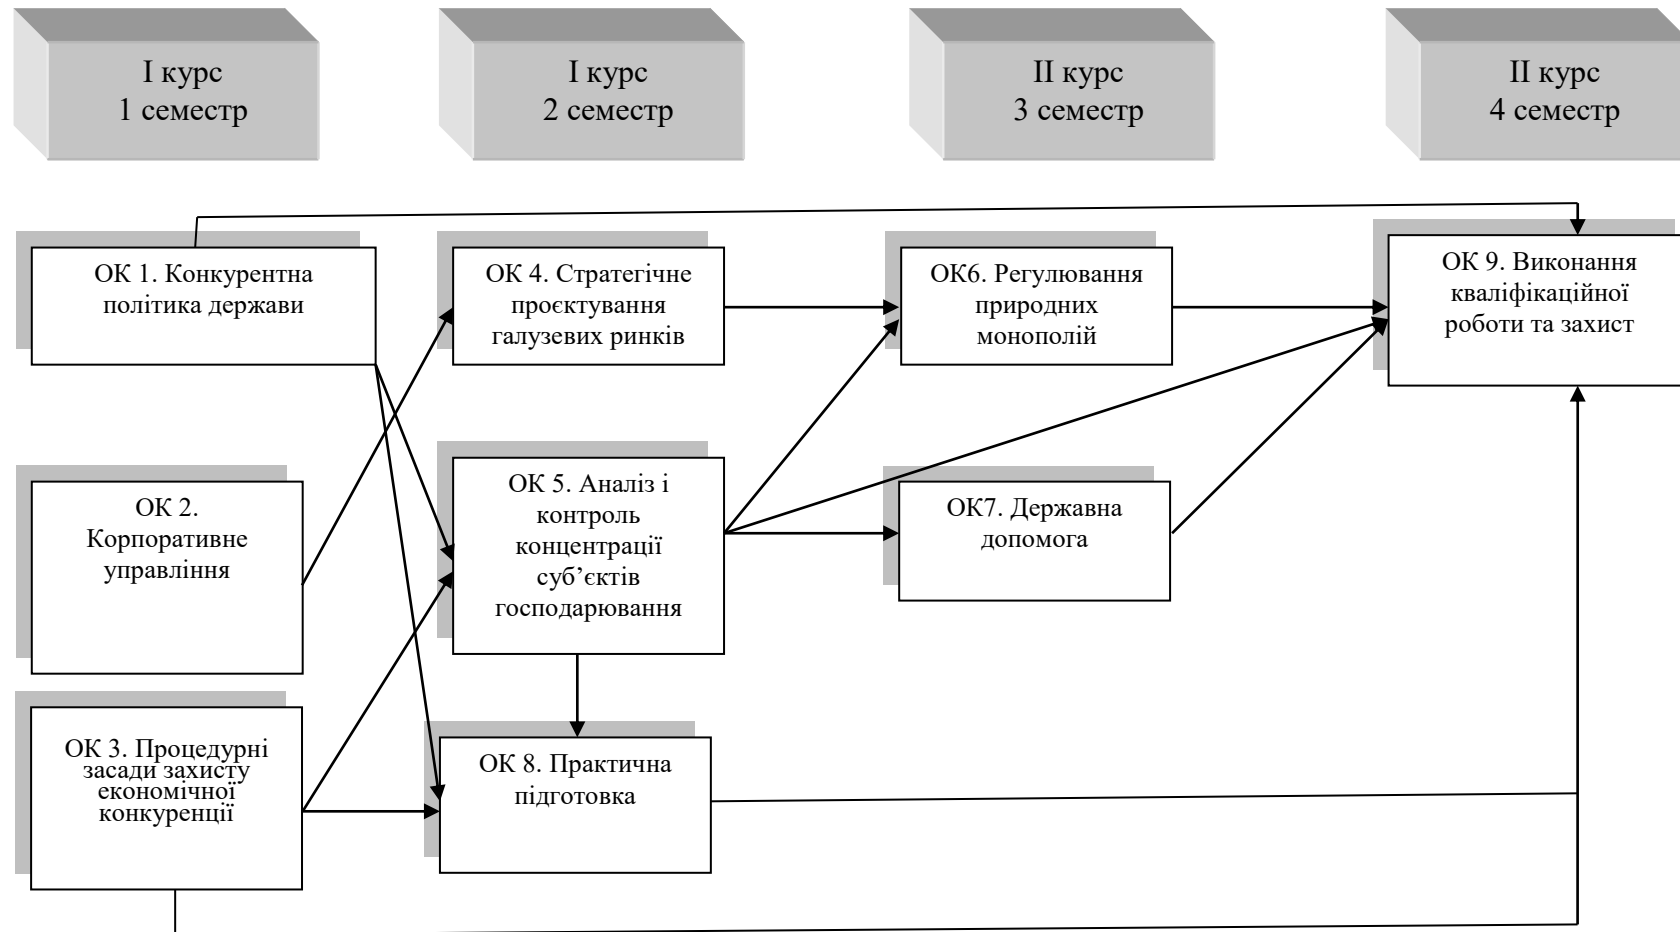 І курс
1 семестр
І курс
2 семестр
ІІ курс
3 семестр
ІІ курс
4 семестр
ОК 1. Конкурентна
політика держави
ОК 4. Стратегічне
проєктування
галузевих ринків
ОК6. Регулювання
природних
монополій
ОК 9. Виконання
кваліфікаційної
роботи та захист
ОК 2.
Корпоративне
управління
ОК 5. Аналіз і
контроль
концентрації
суб’єктів
господарювання
ОК7. Державна
допомога
ОК 3. Процедурні
засади захисту
економічної
конкуренції
ОК 8. Практична
підготовка